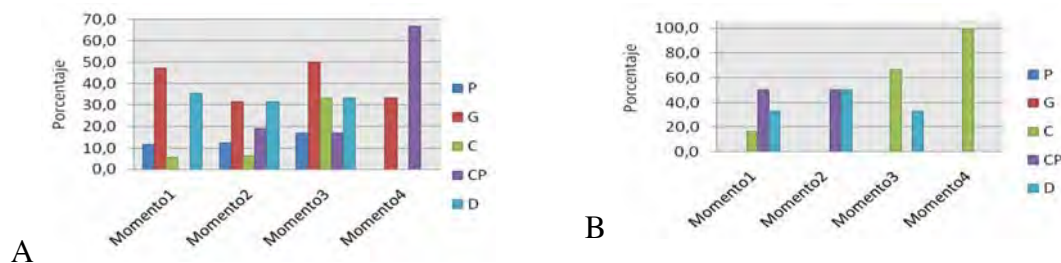 Porcentaje
70,0
60,0
50,0
40,0
30,0
20,0
10,0
0,0
Momento1
Momento2
Momento3
Momento4
P
G
C
CP
D
A
Porcentaje
100,0
80,0
60,0
40,0
20,0
0,0
Momento1
Momento2
Momento3
Momento4
P
G
C
CP
D
B